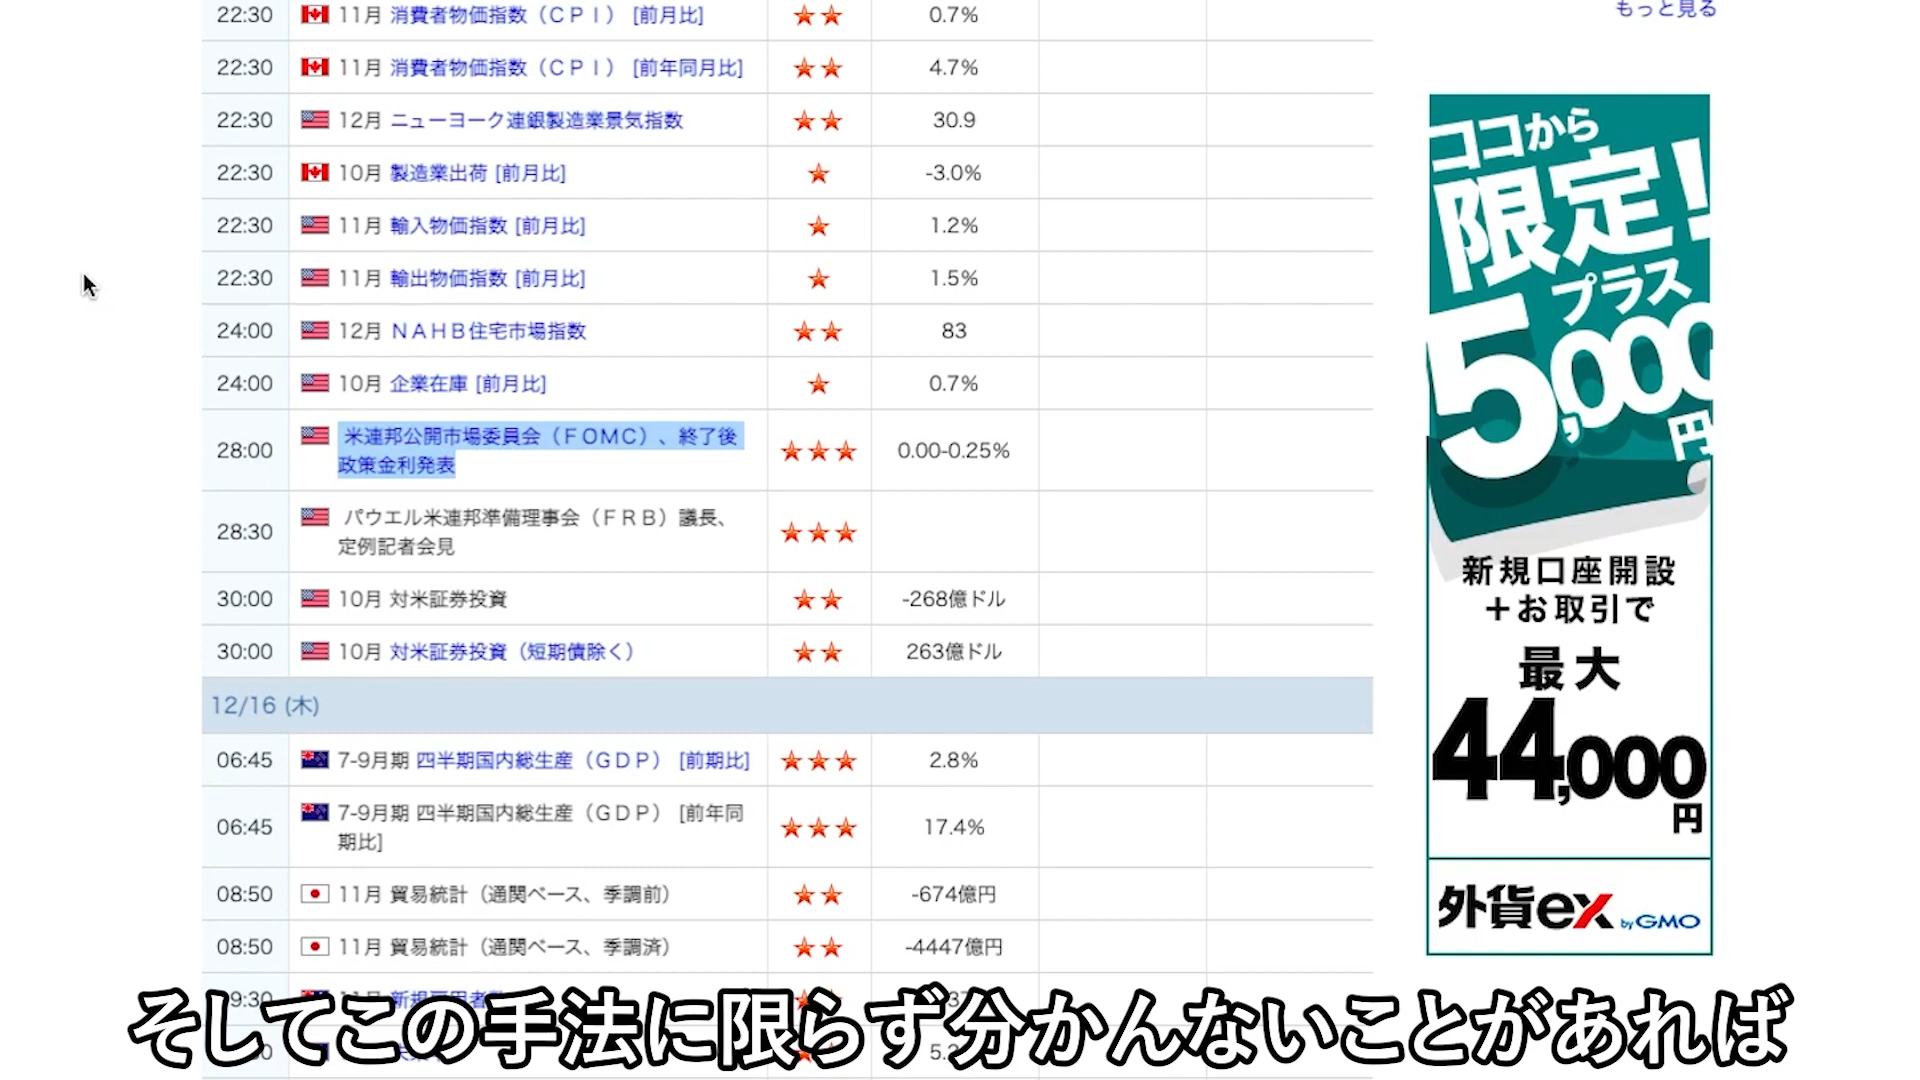 もっと見る
22:30 11月 消費者物価指数（ＣＰＩ） [前月比] ★★ 0.7%
22:30 11月 消費者物価指数（ＣＰＩ） [前年同月比] ★★ 4.7%
22:30 12月 ニューヨーク連銀製造業景気指数 ★★ 30.9
22:30 10月 製造業出荷 [前月比] ★ -3.0%
22:30 11月 輸入物価指数 [前月比] ★ 1.2%
22:30 11月 輸出物価指数 [前月比] ★ 1.5%
24:00 12月 ＮＡＨＢ住宅市場指数 ★★ 83
24:00 10月 企業在庫 [前月比] ★ 0.7%
28:00 米連邦公開市場委員会（ＦＯＭＣ）、終了後
政策金利発表 ★★★ 0.00-0.25%
28:30 パウエル米連邦準備理事会（ＦＲＢ）議長、
定例記者会見 ★★★
30:00 10月 対米証券投資 ★★ -268億ドル
30:00 10月 対米証券投資（短期債除く） ★★ 263億ドル
12/16 (木)
06:45 7-9月期 四半期国内総生産（ＧＤＰ） [前期比] ★★★ 2.8%
06:45 7-9月期 四半期国内総生産（ＧＤＰ） [前年同
期比] ★★★ 17.4%
08:50 11月 貿易統計（通関ベース、季調前） ★★ -674億円
08:50 11月 貿易統計（通関ベース、季調済） ★★ -4447億円
ココから
限定！
プラス
5,000
円
新規口座開設
＋お取引で
最大
44,000
円
外貨ex byGMO
そしてこの手法に限らず分かんないことがあれば